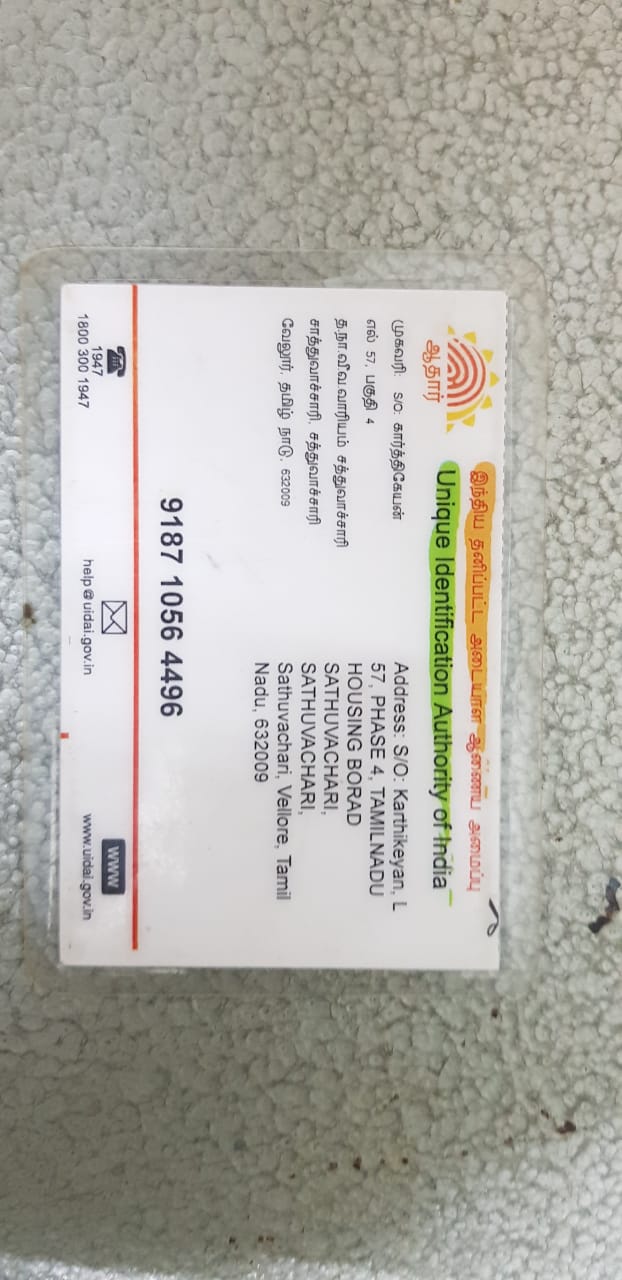 இந்திய தனிப்பட்ட அடையாள ஆணைய அமைப்பு
Unique Identification Authority of India
ஆதார்
முகவரி: S/O: கார்த்திகேயன்
எல் 57, பகுதி 4
த.நா.வீ.வ.வாரியம் சத்துவாச்சாரி
சாத்துவாச்சாரி, சத்துவாச்சாரி
வேலூர், தமிழ் நாடு, 632009
Address: S/O: Karthikeyan, L
57, PHASE 4, TAMILNADU
HOUSING BORAD
SATHUVACHARI,
SATHUVACHARI,
Sathuvachari, Vellore, Tamil
Nadu, 632009
9187 1056 4496
1947
1800 300 1947
help@uidai.gov.in
WWW
www.uidai.gov.in